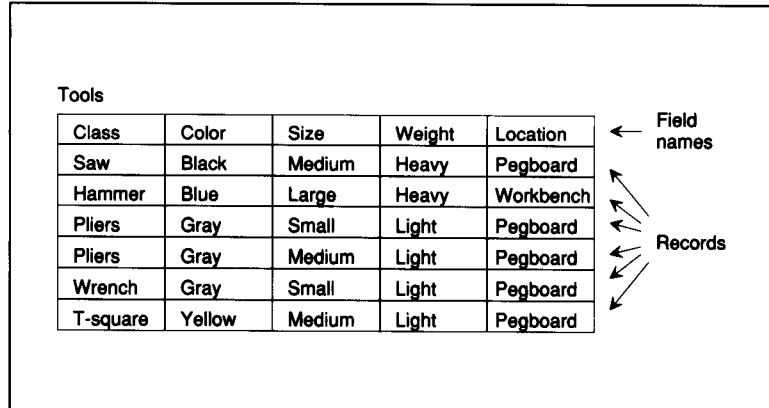 Tools
Class Color Size Weight Location
Field names
Saw Black Medium Heavy Pegboard
Hammer Blue Large Heavy Workbench
Pliers Gray Small Light Pegboard
Pliers Gray Medium Light Pegboard
Records
Wrench Gray Small Light Pegboard
T-square Yellow Medium Light Pegboard